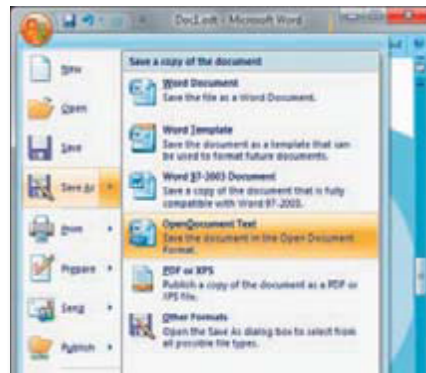 Doc1.odt - Microsoft Word
New
Open
Save
Save As
Print
Prepare
Send
Publish
Save a copy of the document
Word Document
Save the file as a Word Document.
Word Template
Save the document as a template that can
be used to format future documents.
Word 97-2003 Document
Save a copy of the document that is fully
compatible with Word 97-2003.
OpenDocument Text
Save the document in the Open Document
Format.
PDF or XPS
Publish a copy of the document as a PDF or
XPS file.
Other Formats
Open the Save As dialog box to select from
all possible file types.